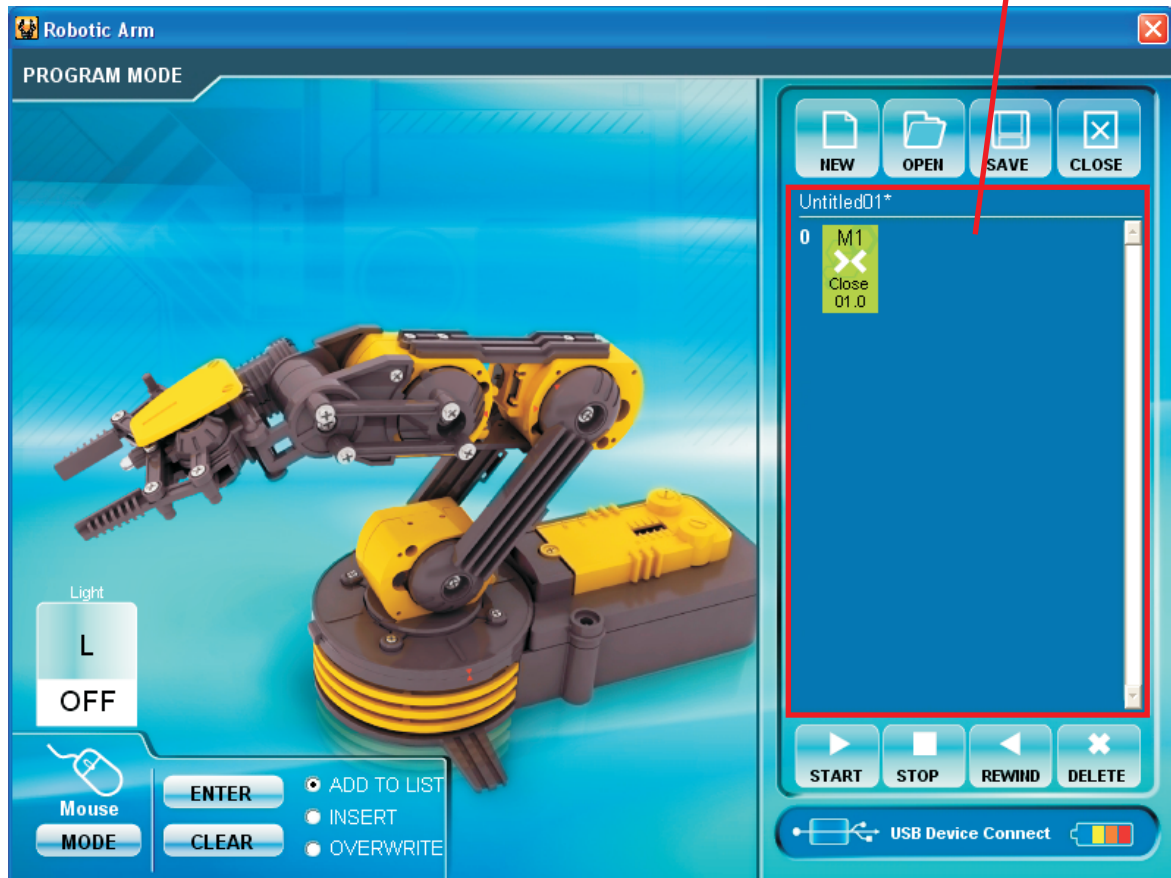 Robotic Arm
PROGRAM MODE
NEW
OPEN
SAVE
CLOSE
Untitled01*
0
M1
Close
01.0
Light
L
OFF
START
STOP
REWIND
DELETE
Mouse
MODE
ENTER
CLEAR
ADD TO LIST
INSERT
OVERWRITE
USB Device Connect